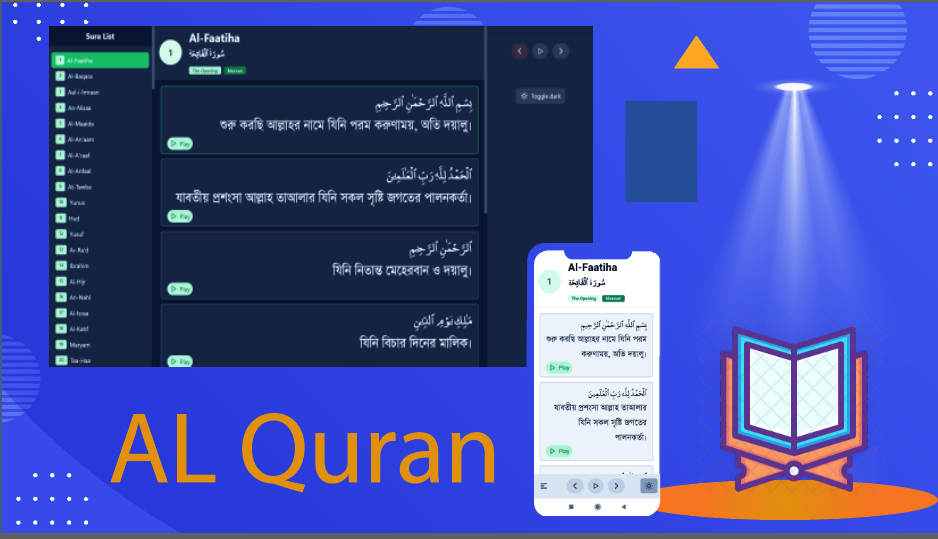 Sura List
1 Al-Faatiha
2 Al-Baqara
3 Aal-i-Imraan
4 An-Nisaa
5 Al-Maaida
6 Al-An'aam
7 Al-A'raaf
8 Al-Anfaal
9 At-Tawba
10 Yunus
11 Hud
12 Yusuf
13 Ar-Ra'd
14 Ibrahim
15 Al-Hijr
16 An-Nahl
17 Al-Israa
18 Al-Kahf
19 Maryam
20 Taa-Haa
1
Al-Faatiha
سُورَةُ ٱلْفَاتِحَةِ
The Opening Meccan
بِسْمِ ٱللَّهِ ٱلرَّحْمَٰنِ ٱلرَّحِيمِ
শুরু করছি আল্লাহর নামে যিনি পরম করুণাময়, অতি দয়ালু।
Play
ٱلْحَمْدُ لِلَّهِ رَبِّ ٱلْعَٰلَمِينَ
যাবতীয় প্রশংসা আল্লাহ তাআলার যিনি সকল সৃষ্টি জগতের পালনকর্তা।
Play
ٱلرَّحْمَٰنِ ٱلرَّحِيمِ
যিনি নিতান্ত মেহেরবান ও দয়ালু।
Play
مَٰلِكِ يَوْمِ ٱلدِّينِ
যিনি বিচার দিনের মালিক।
Play
Toggle dark
1
Al-Faatiha
سُورَةُ ٱلْفَاتِحَةِ
The Opening Meccan
بِسْمِ ٱللَّهِ ٱلرَّحْمَٰنِ ٱلرَّحِيمِ
শুরু করছি আল্লাহর নামে যিনি পরম
করুণাময়, অতি দয়ালু।
Play
ٱلْحَمْدُ لِلَّهِ رَبِّ ٱلْعَٰلَمِينَ
যাবতীয় প্রশংসা আল্লাহ তাআলার
যিনি সকল সৃষ্টি জগতের
পালনকর্তা।
Play
AL Quran